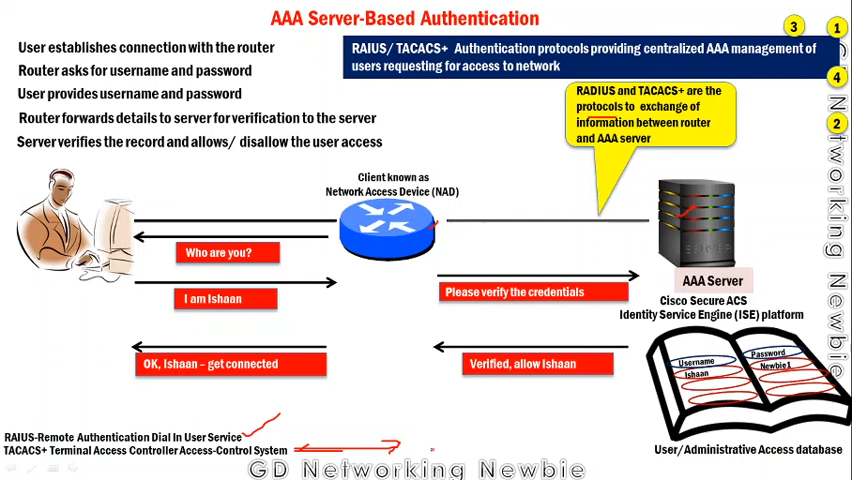 AAA Server-Based Authentication
User establishes connection with the router
Router asks for username and password
User provides username and password
Router forwards details to server for verification to the server
Server verifies the record and allows/ disallow the user access
RAIUS/ TACACS+ Authentication protocols providing centralized AAA management of
users requesting for access to network
3
1
4
2
RADIUS and TACACS+ are the
protocols to exchange of
information between router
and AAA server
Client known as
Network Access Device (NAD)
Who are you?
I am Ishaan
Please verify the credentials
OK, Ishaan – get connected
Verified, allow Ishaan
AAA Server
Cisco Secure ACS
Identity Service Engine (ISE) platform
Username
Password
Ishaan
Newbie1
User/Administrative Access database
RAIUS-Remote Authentication Dial In User Service
TACACS+ Terminal Access Controller Access-Control System
GD Networking Newbie
GD Networking Newbie